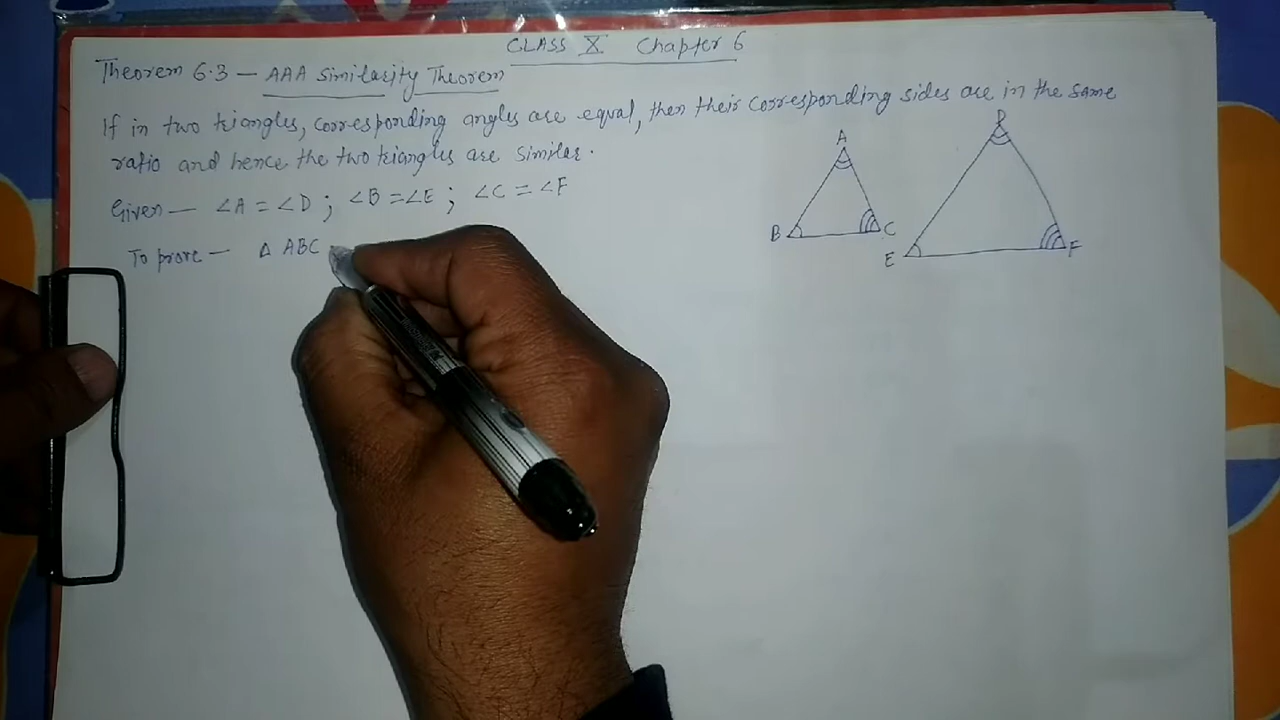 CLASS X Chapter 6
Theorem 6.3 — AAA Similarity Theorem
If in two triangles, corresponding angles are equal, then their corresponding sides are in the same
ratio and hence the two triangles are similar.
Given — ∠A = ∠D ; ∠B = ∠E ; ∠C = ∠F
To prove — Δ ABC
A
B
C
D
E
F